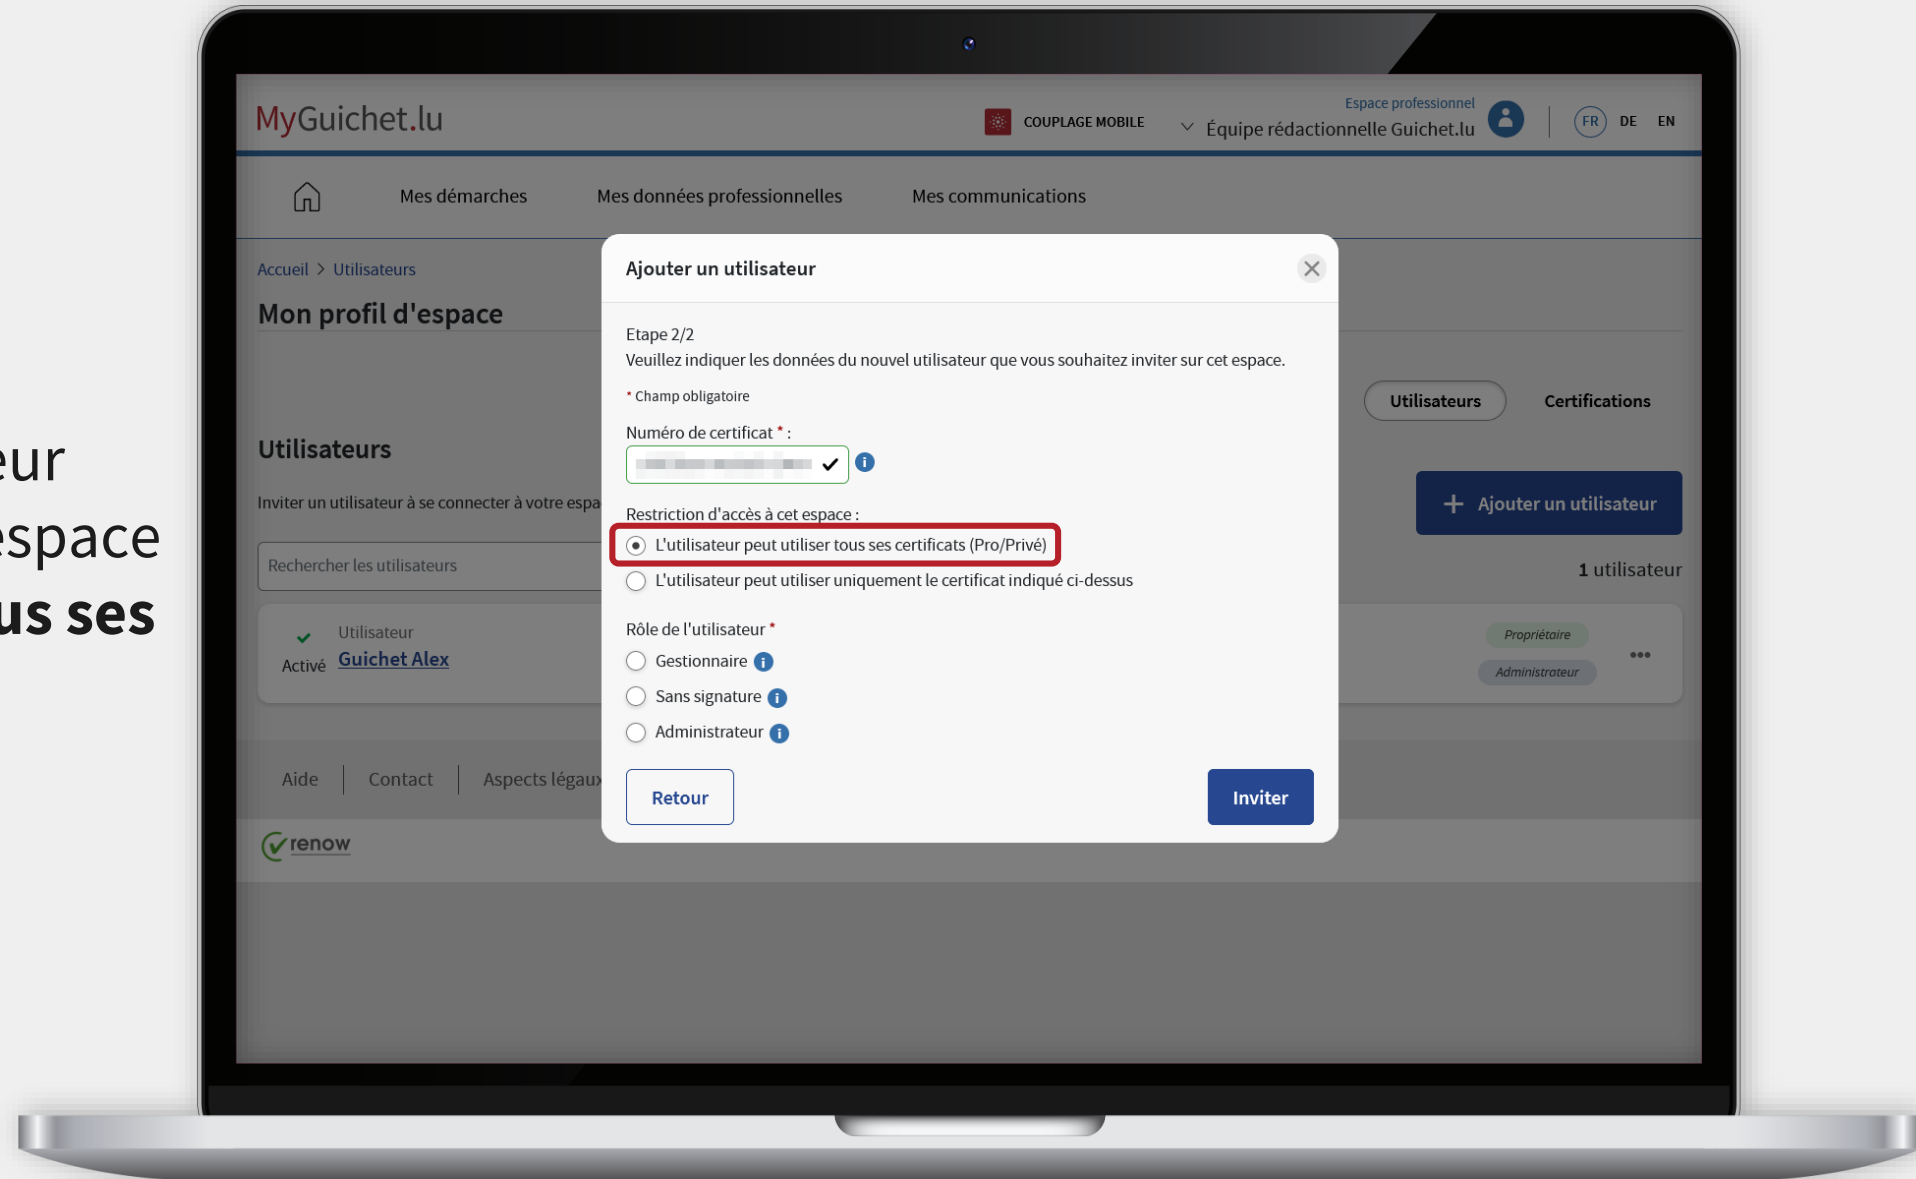 MyGuichet.lu
COUPLAGE MOBILE
Espace professionnel
Équipe rédactionnelle Guichet.lu
FR DE EN
Mes démarches Mes données professionnelles Mes communications
Accueil > Utilisateurs
Mon profil d'espace
Utilisateurs Certifications
Utilisateurs
Inviter un utilisateur à se connecter à votre
+ Ajouter un utilisateur
Rechercher les utilisateurs
1 utilisateur
Utilisateur
Activé Guichet Alex
Propriétaire
Administrateur
Aide Contact Aspects légaux
renow
Ajouter un utilisateur
Etape 2/2
Veuillez indiquer les données du nouvel utilisateur que vous souhaitez inviter sur cet espace.
* Champ obligatoire
Numéro de certificat * :
Restriction d'accès à cet espace :
L'utilisateur peut utiliser tous ses certificats (Pro/Privé)
L'utilisateur peut utiliser uniquement le certificat indiqué ci-dessus
Rôle de l'utilisateur *
Gestionnaire
Sans signature
Administrateur
Retour Inviter
espace
ses